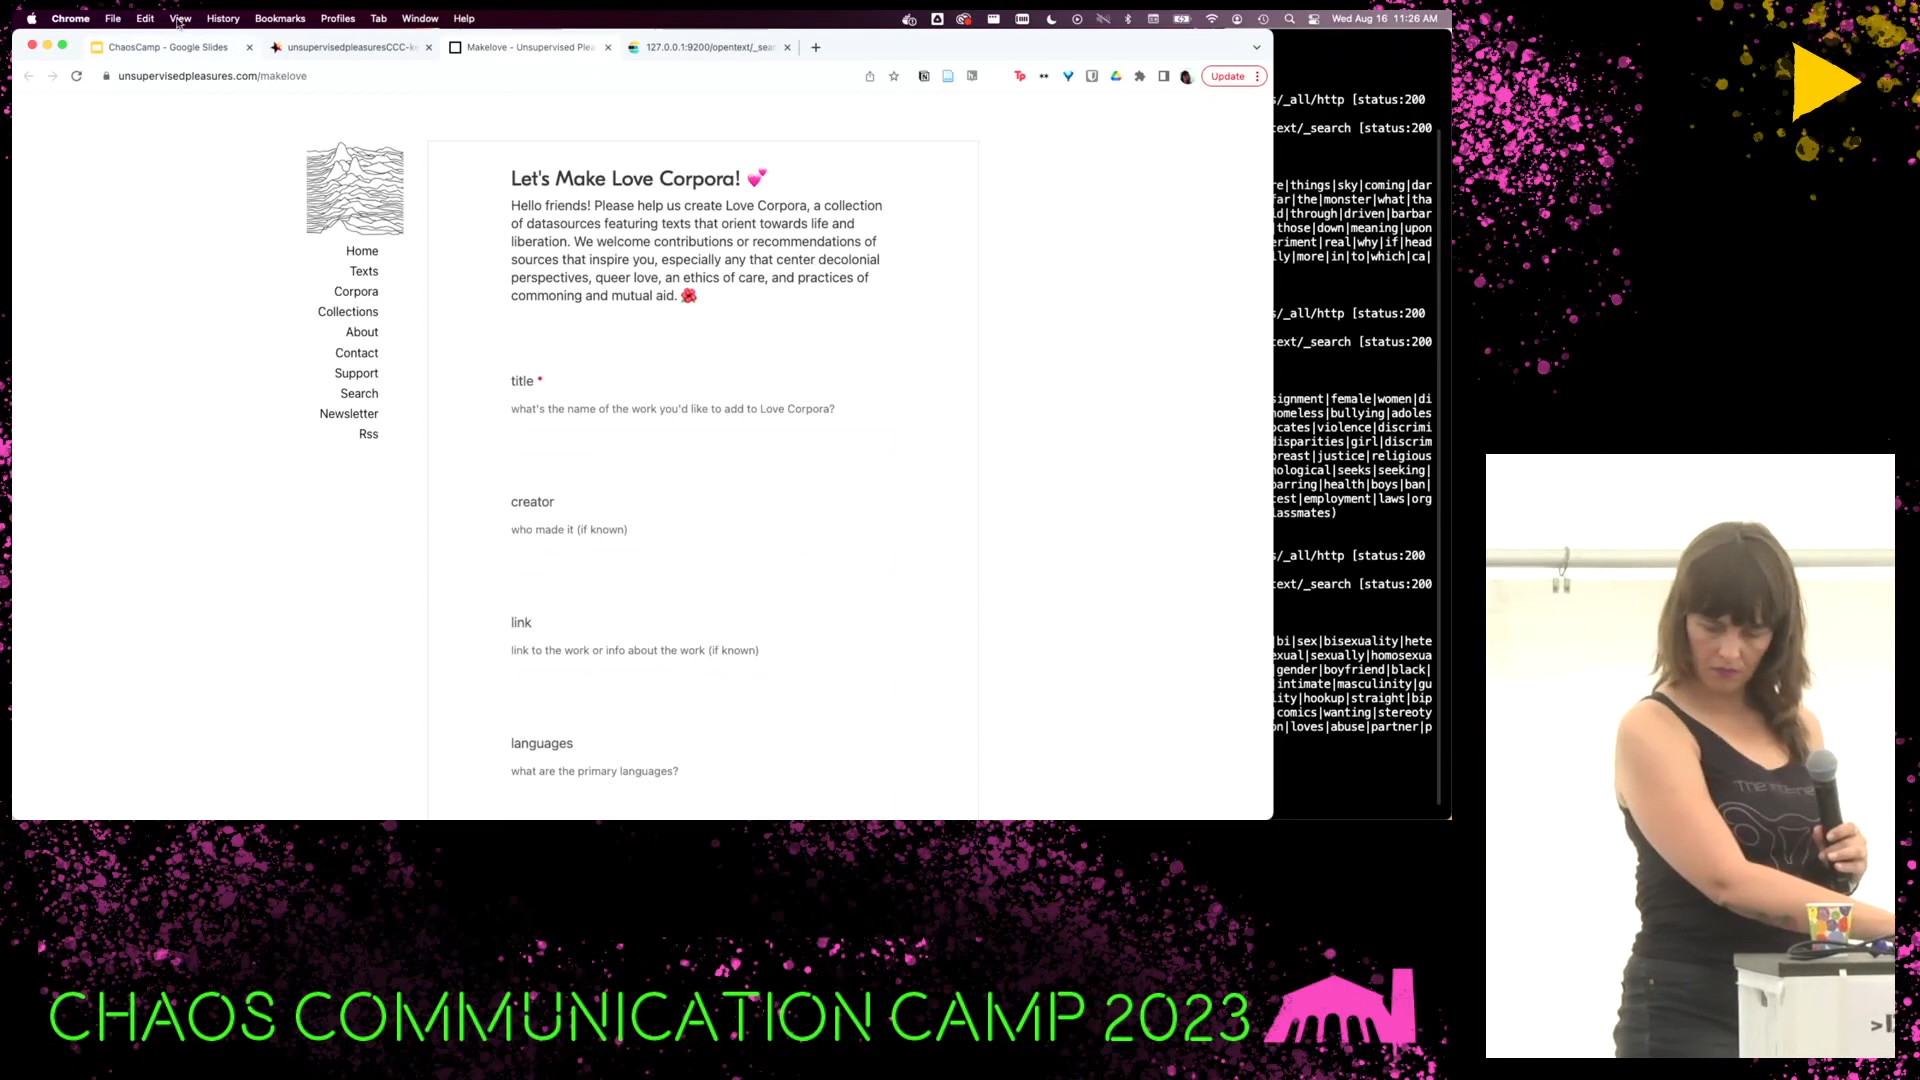 Chrome File Edit View History Bookmarks Profiles Tab Window Help
Wed Aug 16 11:26 AM
ChaosCamp - Google Slides
unsupervisedpleasuresCCC-ke
Makelove - Unsupervised Plea
127.0.0.1:9200/opentext/_sear
unsupervisedpleasures.com/makelove
Tp
Update
Home
Texts
Corpora
Collections
About
Contact
Support
Search
Newsletter
Rss
Let's Make Love Corpora! 💕
Hello friends! Please help us create Love Corpora, a collection
of datasources featuring texts that orient towards life and
liberation. We welcome contributions or recommendations of
sources that inspire you, especially any that center decolonial
perspectives, queer love, an ethics of care, and practices of
commoning and mutual aid. 🌺
title *
what's the name of the work you'd like to add to Love Corpora?
creator
who made it (if known)
link
link to the work or info about the work (if known)
languages
what are the primary languages?
s/_all/http [status:200
text/_search [status:200
re|things|sky|coming|dar
far|the|monster|what|tha
ld|through|driven|barbar
those|down|meaning|upon
eriment|real|why|if|head
lly|more|in|to|which|ca|
s/_all/http [status:200
text/_search [status:200
signment|female|women|di
homeless|bullying|adoles
ocates|violence|discrimi
disparities|girl|discrim
breast|justice|religious
hological|seeks|seeking|
barring|health|boys|ban|
test|employment|laws|org
lassmates)
s/_all/http [status:200
text/_search [status:200
|bi|sex|bisexuality|hete
exual|sexually|homosexua
|gender|boyfriend|black|
intimate|masculinity|gu
lity|hookup|straight|bip
comics|wanting|stereoty
on|loves|abuse|partner|p
CHAOS COMMUNICATION CAMP 2023